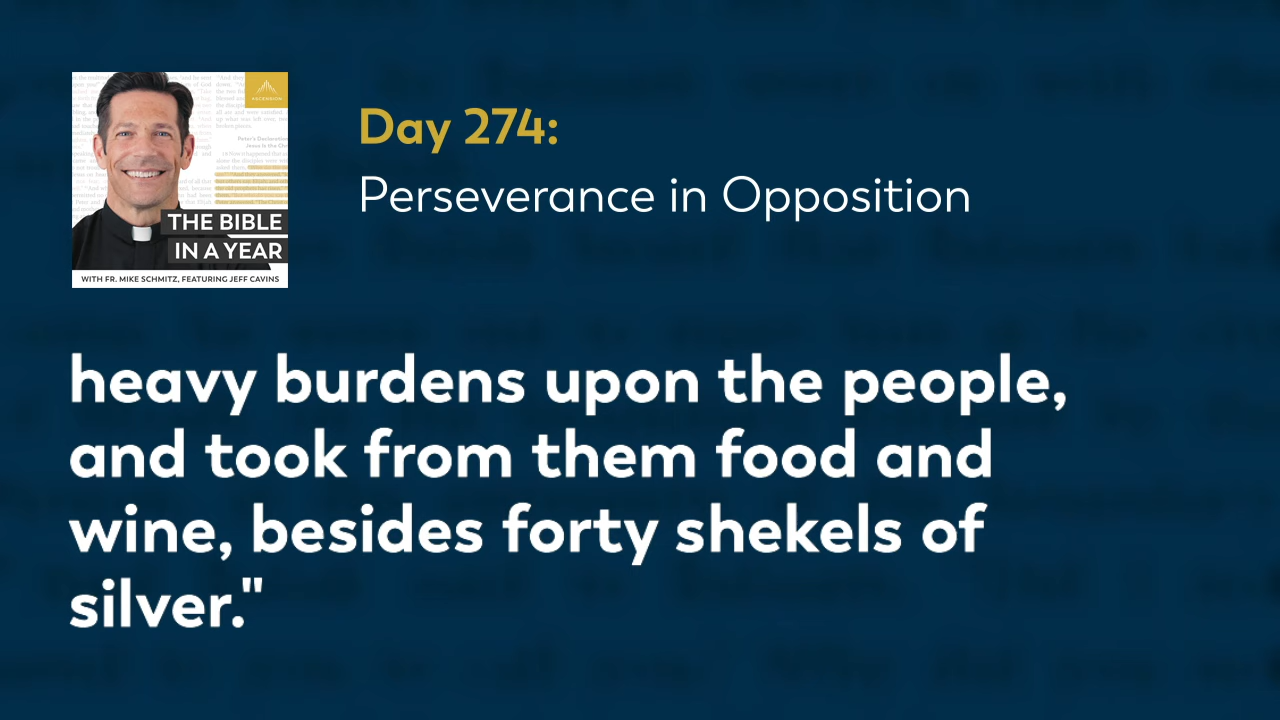 ASCENSION
THE BIBLE
IN A YEAR
WITH FR. MIKE SCHMITZ, FEATURING JEFF CAVINS
Day 274:
Perseverance in Opposition
heavy burdens upon the people,
and took from them food and
wine, besides forty shekels of
silver."